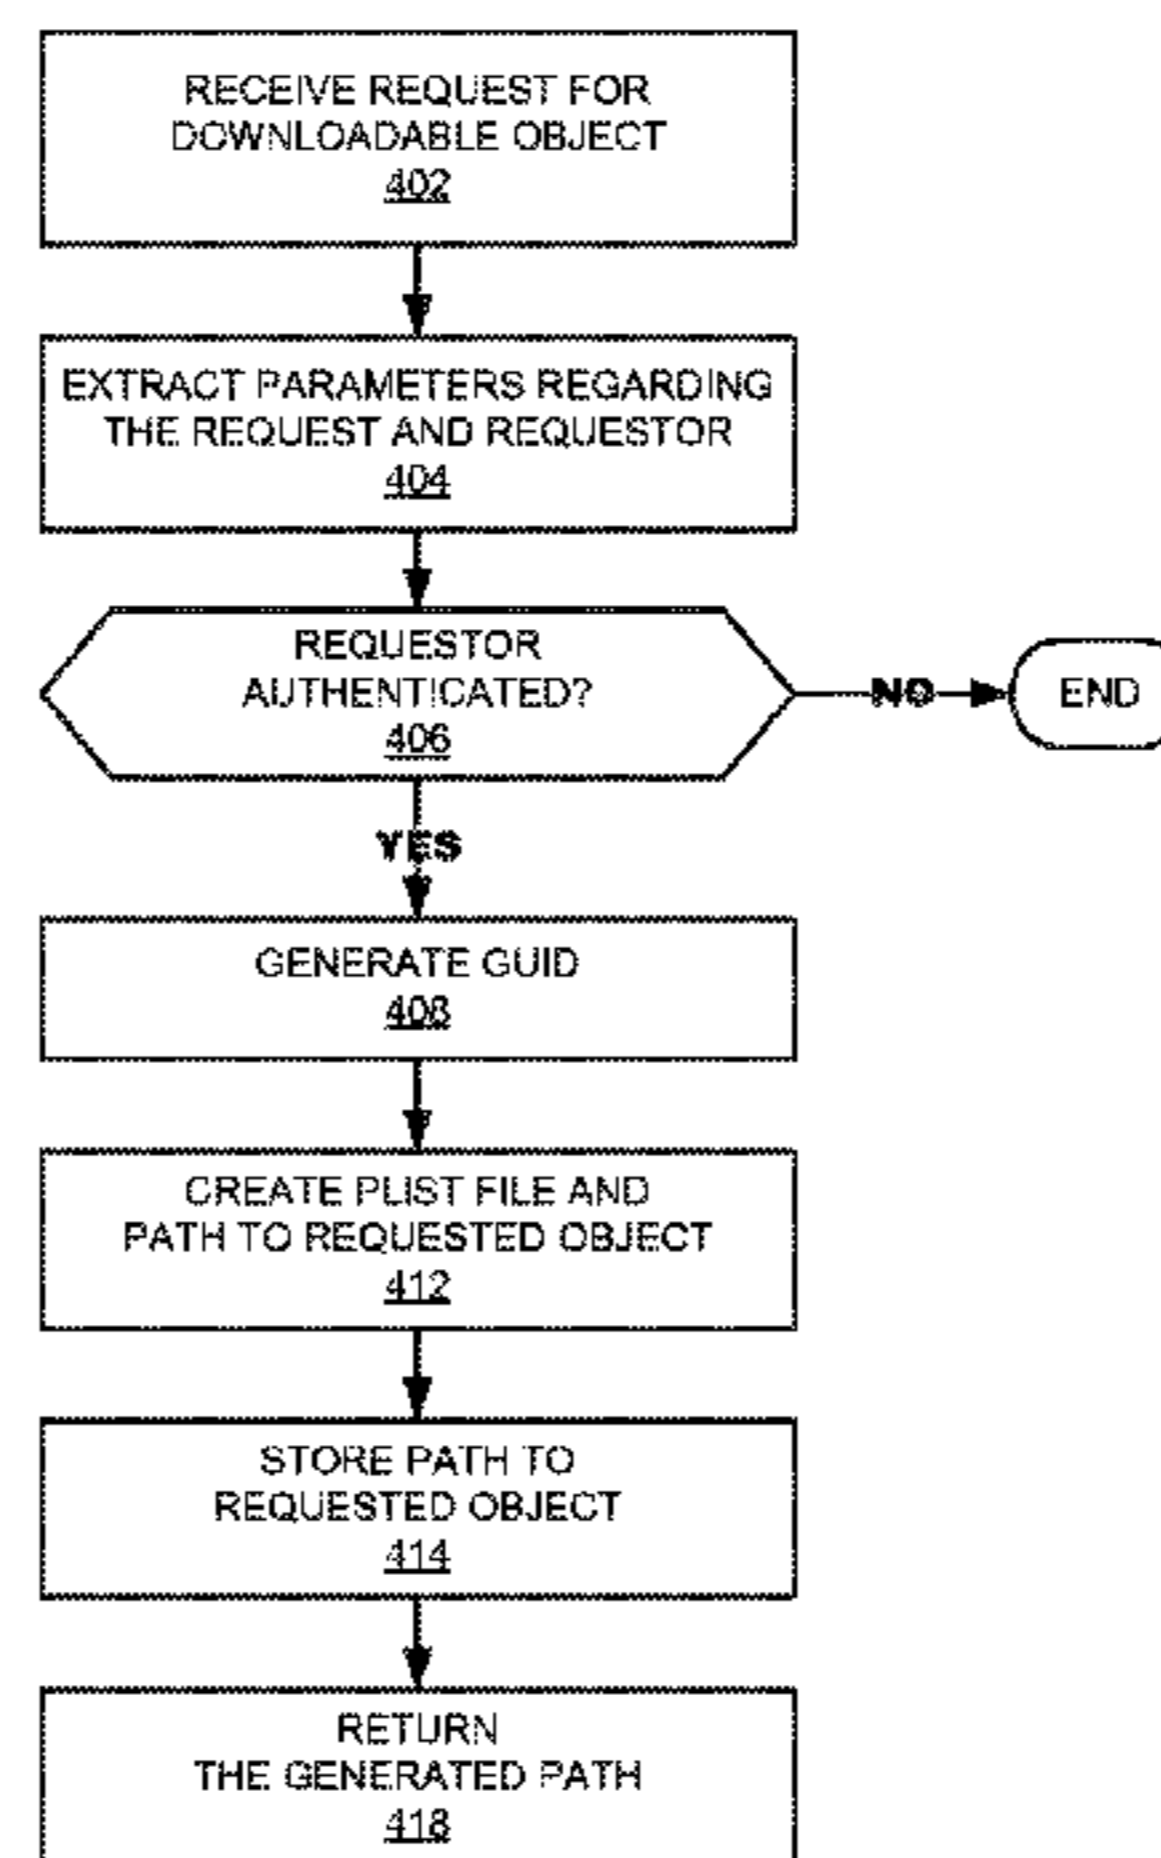 RECEIVE REQUEST FOR
DOWNLOADABLE OBJECT
402
EXTRACT PARAMETERS REGARDING
THE REQUEST AND REQUESTOR
404
REQUESTOR
AUTHENTICATED?
406
NO
END
YES
GENERATE GUID
408
CREATE PLIST FILE AND
PATH TO REQUESTED OBJECT
412
STORE PATH TO
REQUESTED OBJECT
414
RETURN
THE GENERATED PATH
418